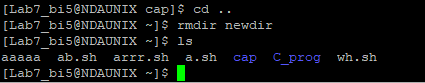 [Lab7_bi5@NDAUNIX cap]$ cd ..
[Lab7_bi5@NDAUNIX ~]$ rmdir newdir
[Lab7_bi5@NDAUNIX ~]$ ls
aaaaa  ab.sh  arrr.sh  a.sh  cap  C_prog  wh.sh
[Lab7_bi5@NDAUNIX ~]$